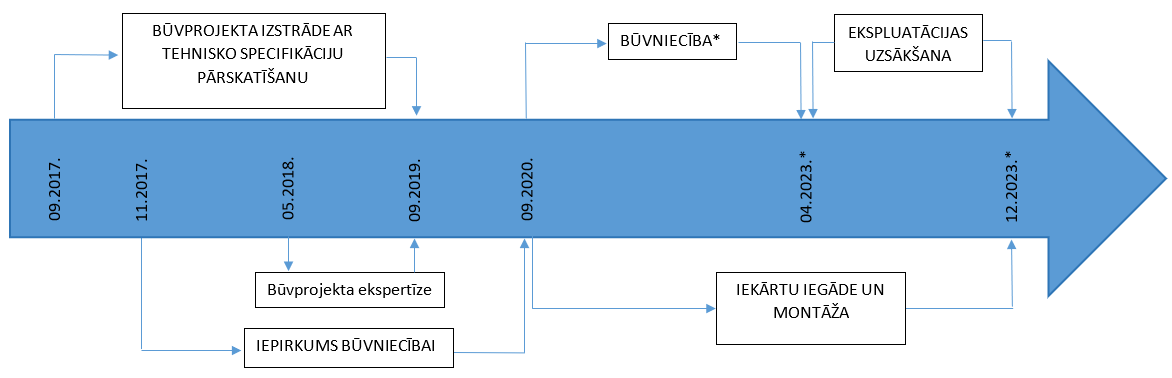 BŪVPROJEKTA IZSTRĀDE AR
TEHNISKO SPECIFIKĀCIJU
PĀRSKATĪŠANU
BŪVNIECĪBA*
EKSPLUATĀCIJAS
UZSĀKŠANA
09.2017.
11.2017.
05.2018.
09.2019.
09.2020.
04.2023.*
12.2023.*
Būvprojekta ekspertīze
IEPIRKUMS BŪVNIECĪBAI
IEKĀRTU IEGĀDE UN
MONTĀŽA